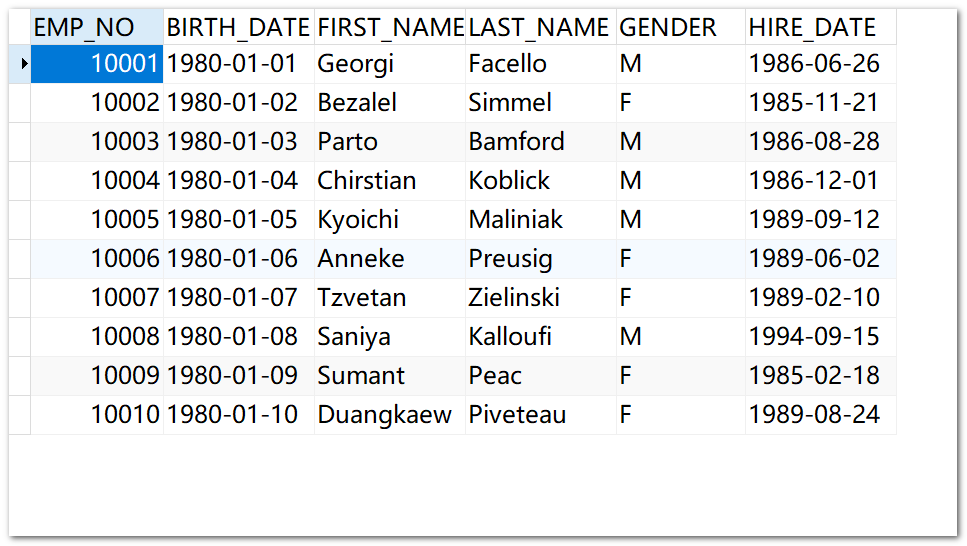 EMP_NO BIRTH_DATE FIRST_NAME LAST_NAME GENDER HIRE_DATE
10001 1980-01-01 Georgi Facello M 1986-06-26
10002 1980-01-02 Bezalel Simmel F 1985-11-21
10003 1980-01-03 Parto Bamford M 1986-08-28
10004 1980-01-04 Chirstian Koblick M 1986-12-01
10005 1980-01-05 Kyoichi Maliniak M 1989-09-12
10006 1980-01-06 Anneke Preusig F 1989-06-02
10007 1980-01-07 Tzvetan Zielinski F 1989-02-10
10008 1980-01-08 Saniya Kalloufi M 1994-09-15
10009 1980-01-09 Sumant Peac F 1985-02-18
10010 1980-01-10 Duangkaew Piveteau F 1989-08-24